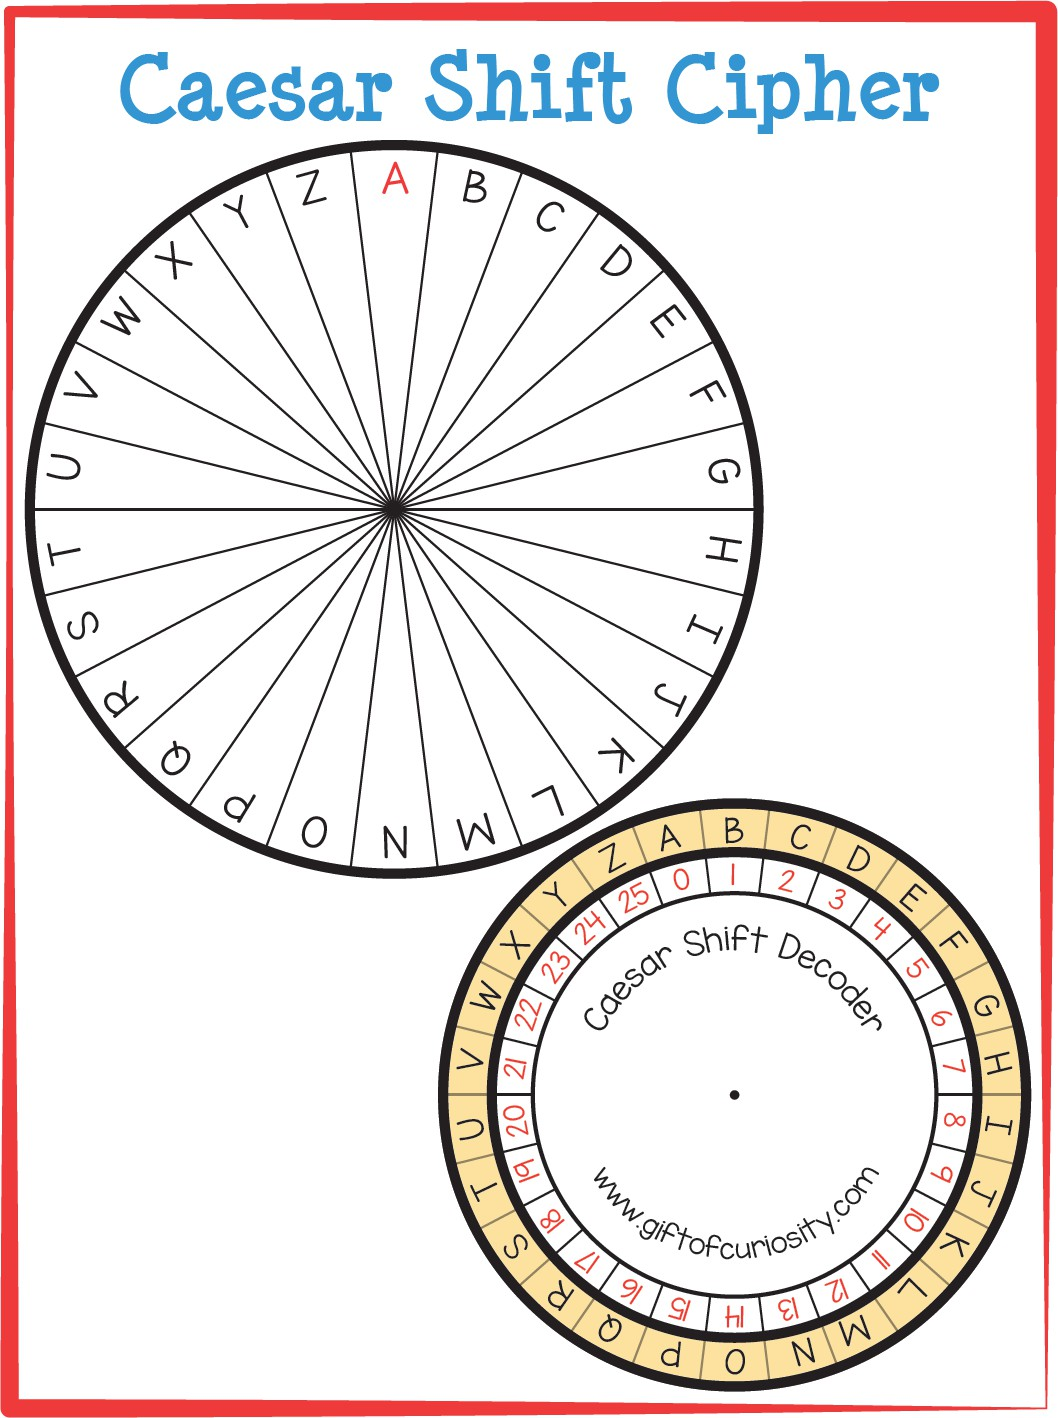 Caesar Shift Cipher
A B C D E F G H I J K L M N O P Q R S T U V W X Y Z
A B C D E F G H I J K L M N O P Q R S T U V W X Y Z
0 1 2 3 4 5 6 7 8 9 10 11 12 13 14 15 16 17 18 19 20 21 22 23 24 25
Caesar Shift Decoder
www.giftofcuriosity.com